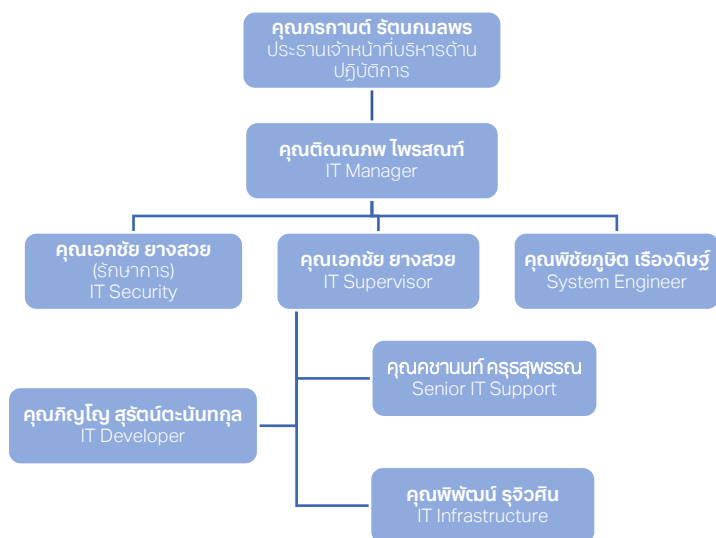 คุณภรกานต์ รัตนกมลพร
ประธานเจ้าหน้าที่บริหารด้าน
ปฏิบัติการ
คุณติณณภพ ไพรสณฑ์
IT Manager
คุณเอกชัย ยางสวย
(รักษาการ)
IT Security
คุณเอกชัย ยางสวย
IT Supervisor
คุณพิชัยภูษิต เรืองดิษฐ์
System Engineer
คุณคชานนท์ ครุธสุพรรณ
Senior IT Support
คุณภิญโญ สุรัตน์ตะนันทกุล
IT Developer
คุณพิพัฒน์ รุจิวศิน
IT Infrastructure